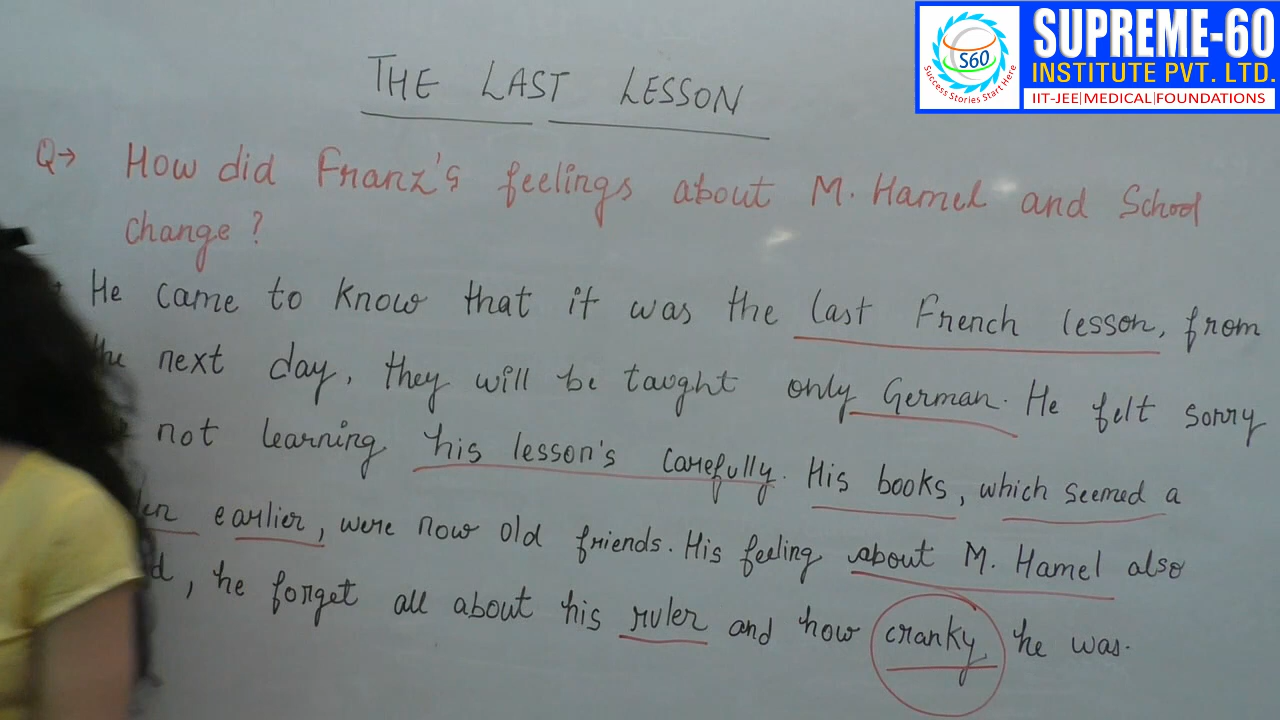 SUPREME-60
INSTITUTE PVT. LTD.
IIT-JEE|MEDICAL|FOUNDATIONS
S60
Success Stories Start Here
THE LAST LESSON
Q→ How did Franz's feelings about M. Hamel and School
change?
He came to know that it was the last French lesson, from
the next day, they will be taught only German. He felt sorry
not learning his lesson's carefully. His books, which seemed a
earlier, were now old friends. His feeling about M. Hamel also
, he forget all about his ruler and how cranky he was.